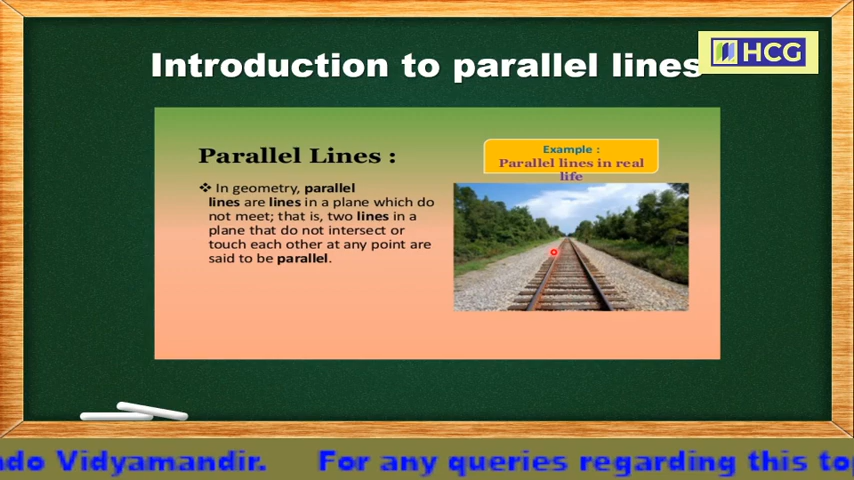 Introduction to parallel lines
HCG
Parallel Lines :
❖ In geometry, parallel
lines are lines in a plane which do
not meet; that is, two lines in a
plane that do not intersect or
touch each other at any point are
said to be parallel.
Example :
Parallel lines in real
life
Vidyamandir. For any queries regarding this